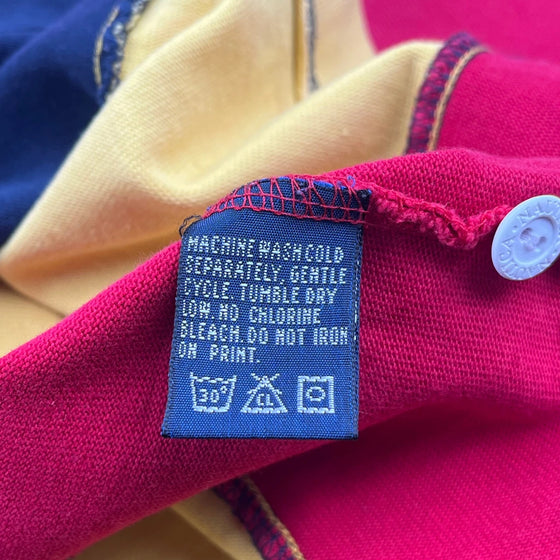 MACHINE WASH COLD
SEPARATELY, GENTLE
CYCLE TUMBLE DRY
LOW. NO CHLORINE
BLEACH. DO NOT IRON
ON PRINT.
30° CL